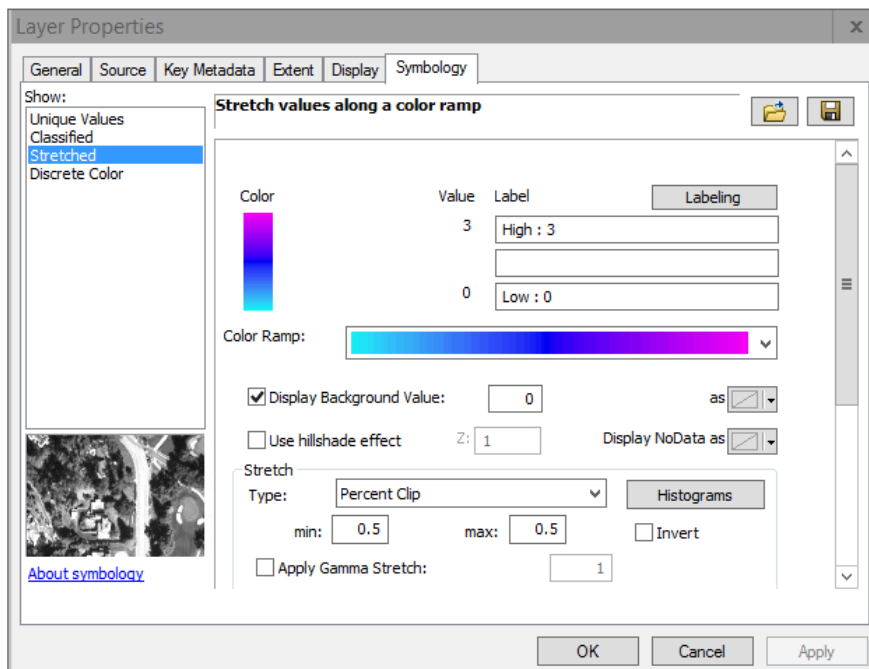 Layer Properties x
General Source Key Metadata Extent Display Symbology
Show:
Unique Values
Classified
Stretched
Discrete Color
About symbology
Stretch values along a color ramp
Color Value Label Labeling
3 High : 3
0 Low : 0
Color Ramp:
Display Background Value: 0 as
Use hillshade effect Z: 1 Display NoData as
Stretch
Type: Percent Clip Histograms
min: 0.5 max: 0.5 Invert
Apply Gamma Stretch: 1
OK Cancel Apply